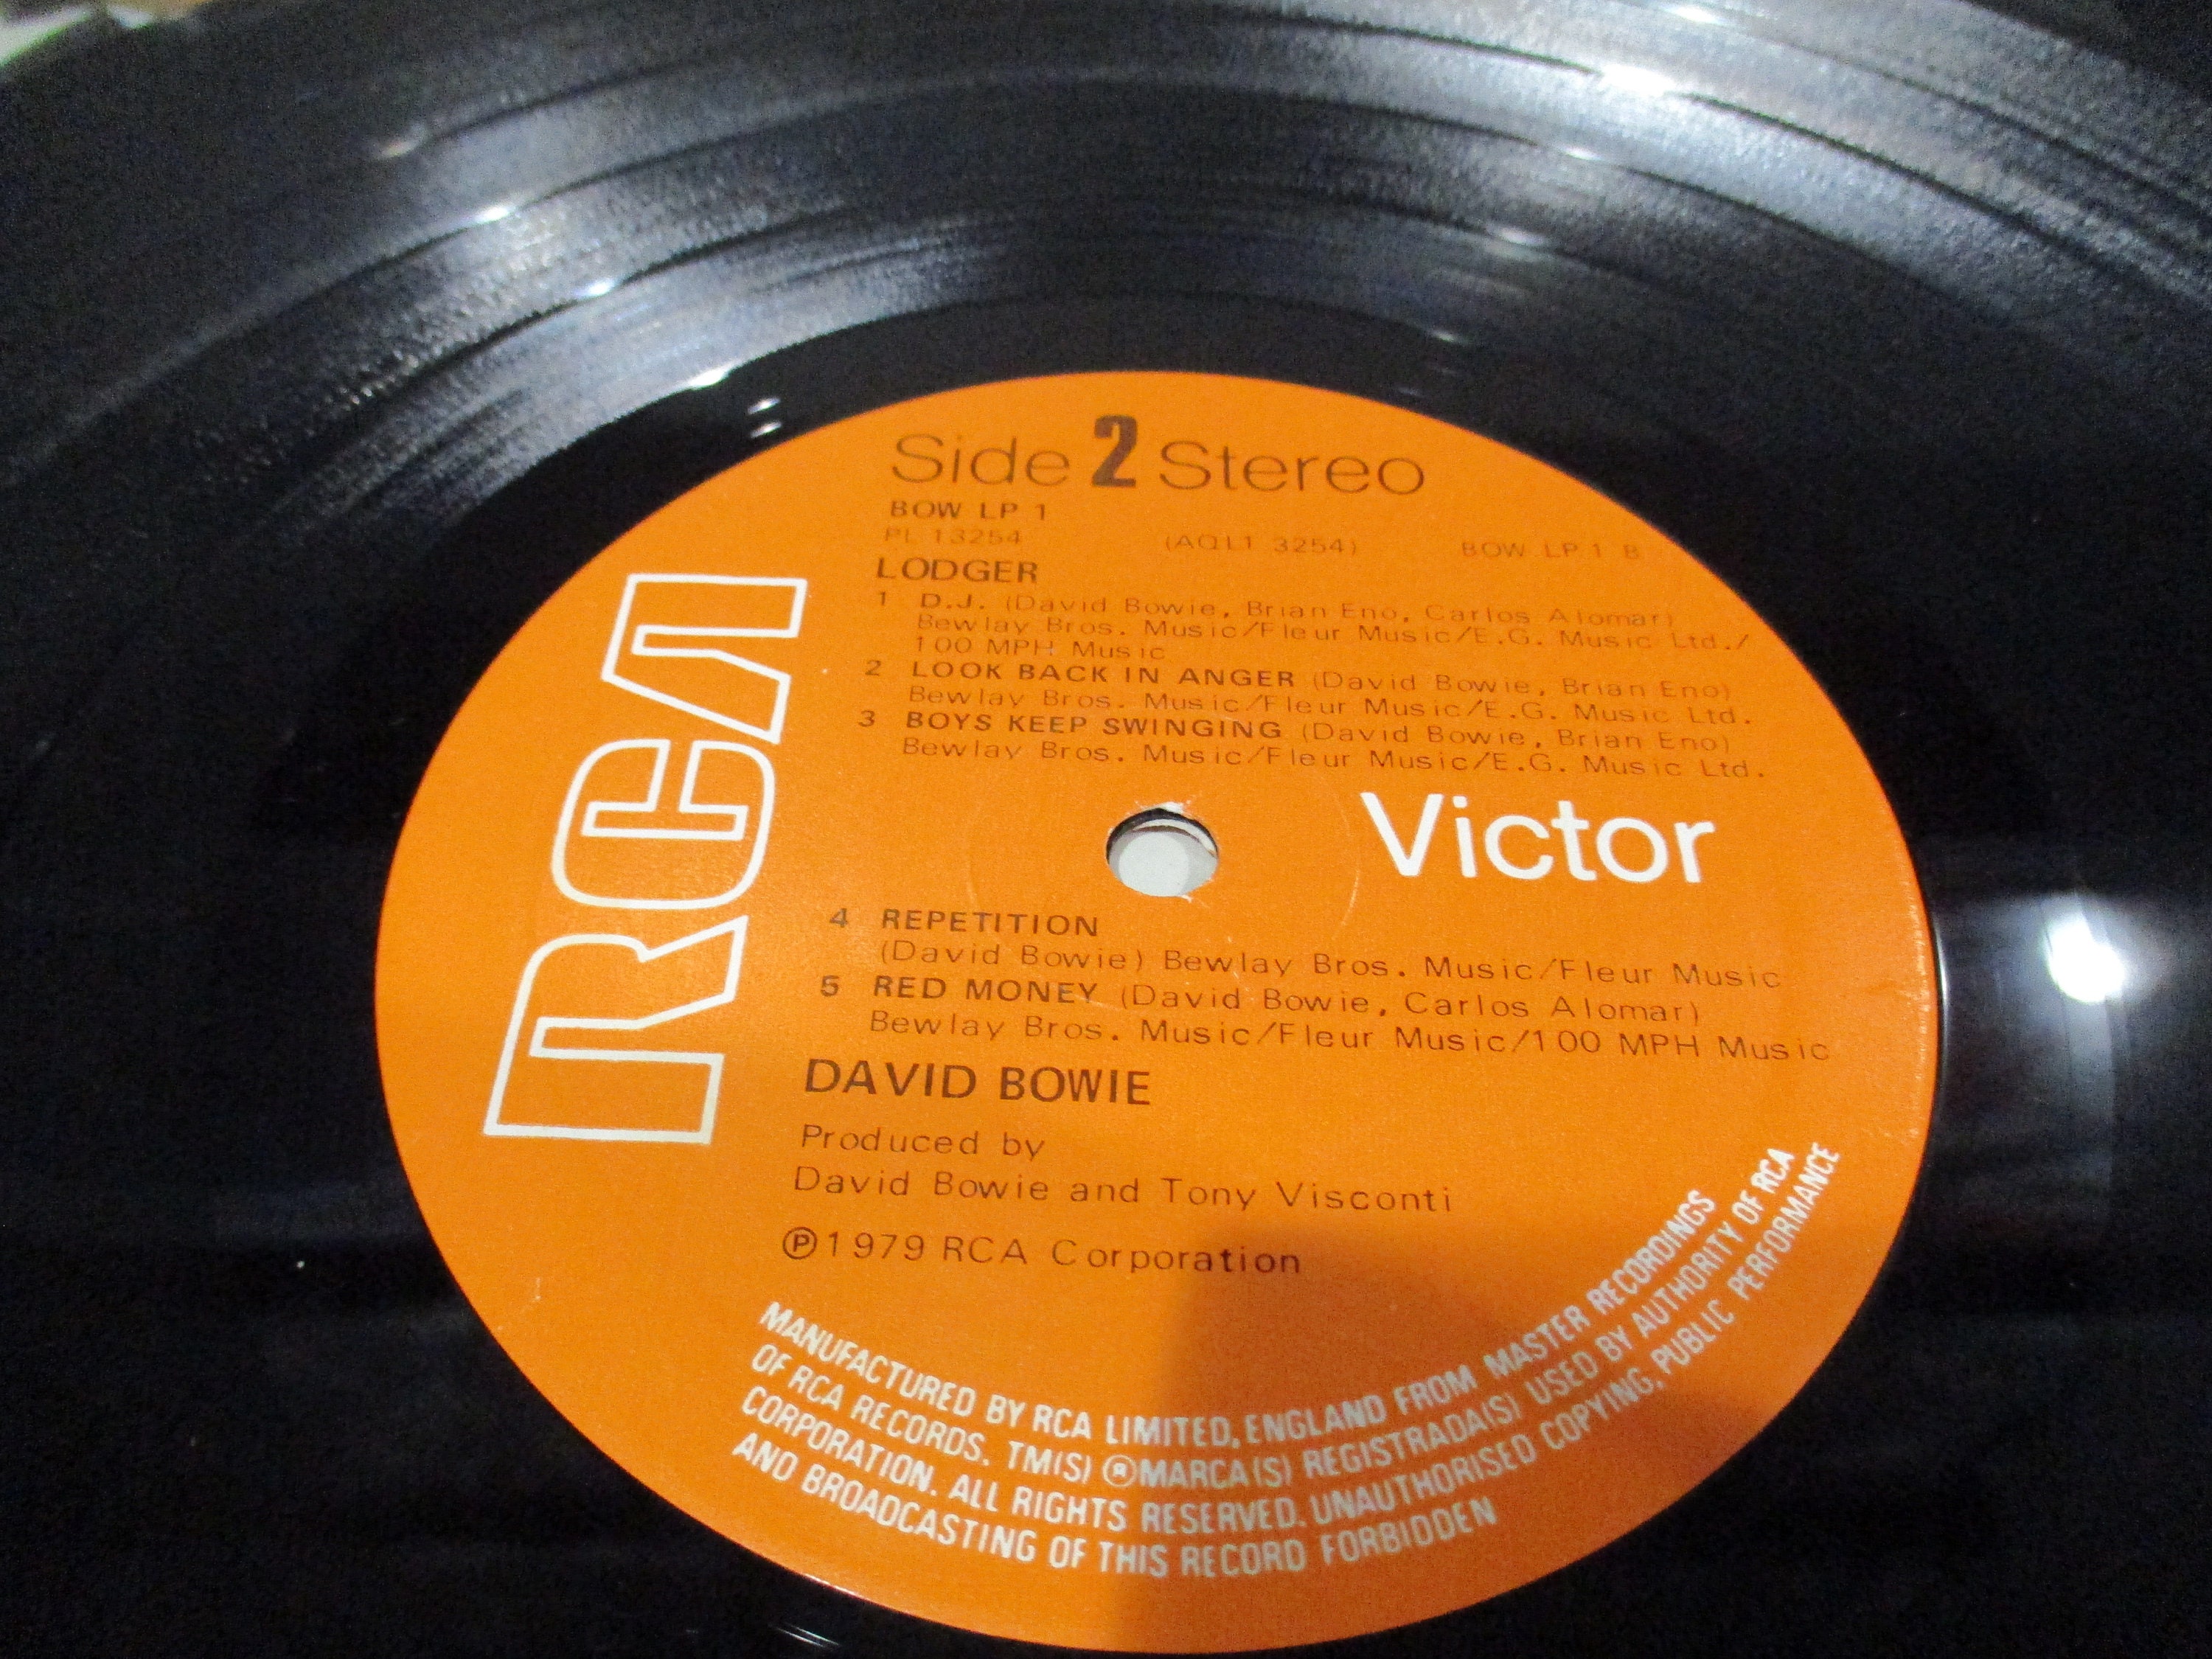 Side 2 Stereo
BOW LP 1
PL 13254 (AQL1 3254) BOW LP 1 B
LODGER
1 D.J. (David Bowie, Brian Eno, Carlos Alomar)
Bewlay Bros. Music/Fleur Music/E.G. Music Ltd./
100 MPH Music
2 LOOK BACK IN ANGER (David Bowie, Brian Eno)
Bewlay Bros. Music/Fleur Music/E.G. Music Ltd.
3 BOYS KEEP SWINGING (David Bowie, Brian Eno)
Bewlay Bros. Music/Fleur Music/E.G. Music Ltd.
RCA
Victor
4 REPETITION
(David Bowie) Bewlay Bros. Music/Fleur Music
5 RED MONEY (David Bowie, Carlos Alomar)
Bewlay Bros. Music/Fleur Music/100 MPH Music
DAVID BOWIE
Produced by
David Bowie and Tony Visconti
℗1979 RCA Corporation
MANUFACTURED BY RCA LIMITED, ENGLAND FROM MASTER RECORDINGS
OF RCA RECORDS. TM(S) ® MARCA(S) REGISTRADA(S) USED BY AUTHORITY OF RCA
CORPORATION. ALL RIGHTS RESERVED. UNAUTHORISED COPYING, PUBLIC PERFORMANCE
AND BROADCASTING OF THIS RECORD FORBIDDEN